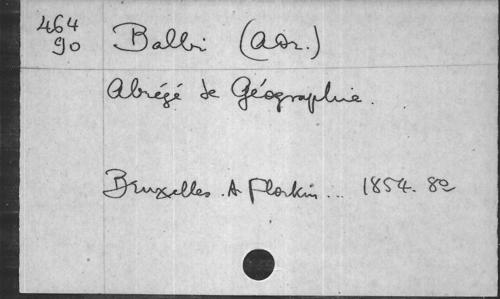 464
90
Balbi (Adr.)
Abrégé de Géographie.
Bruxelles. A Florkin... 1854. 8º